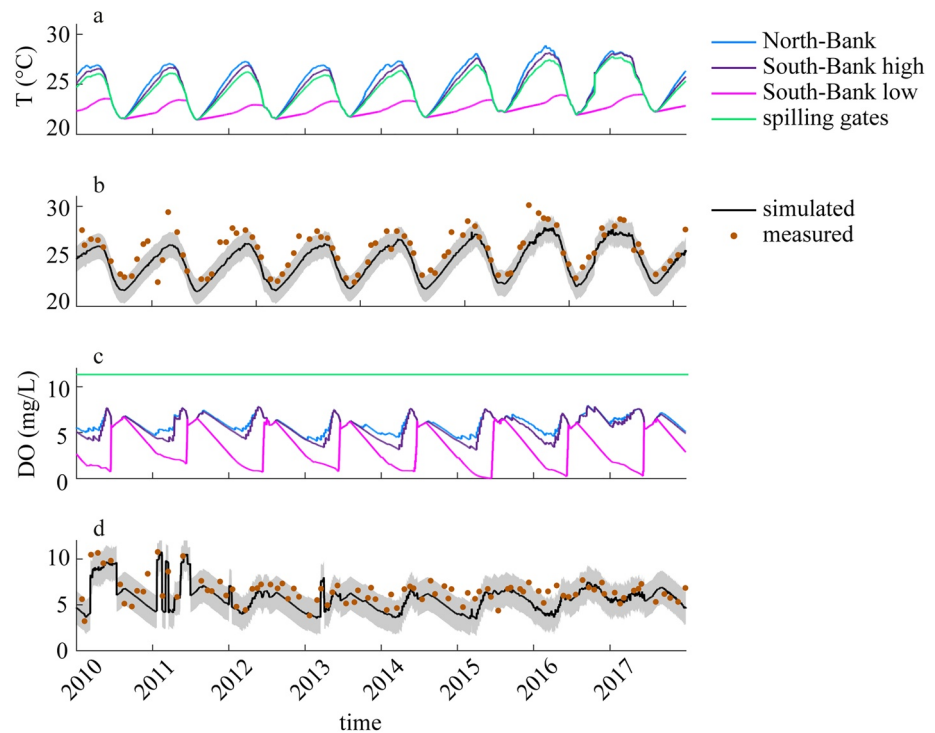 a
30
25
20
T (°C)
North-Bank
South-Bank high
South-Bank low
spilling gates
b
30
25
20
simulated
measured
c
10
5
0
DO (mg/L)
d
10
5
0
2010
2011
2012
2013
2014
2015
2016
2017
time